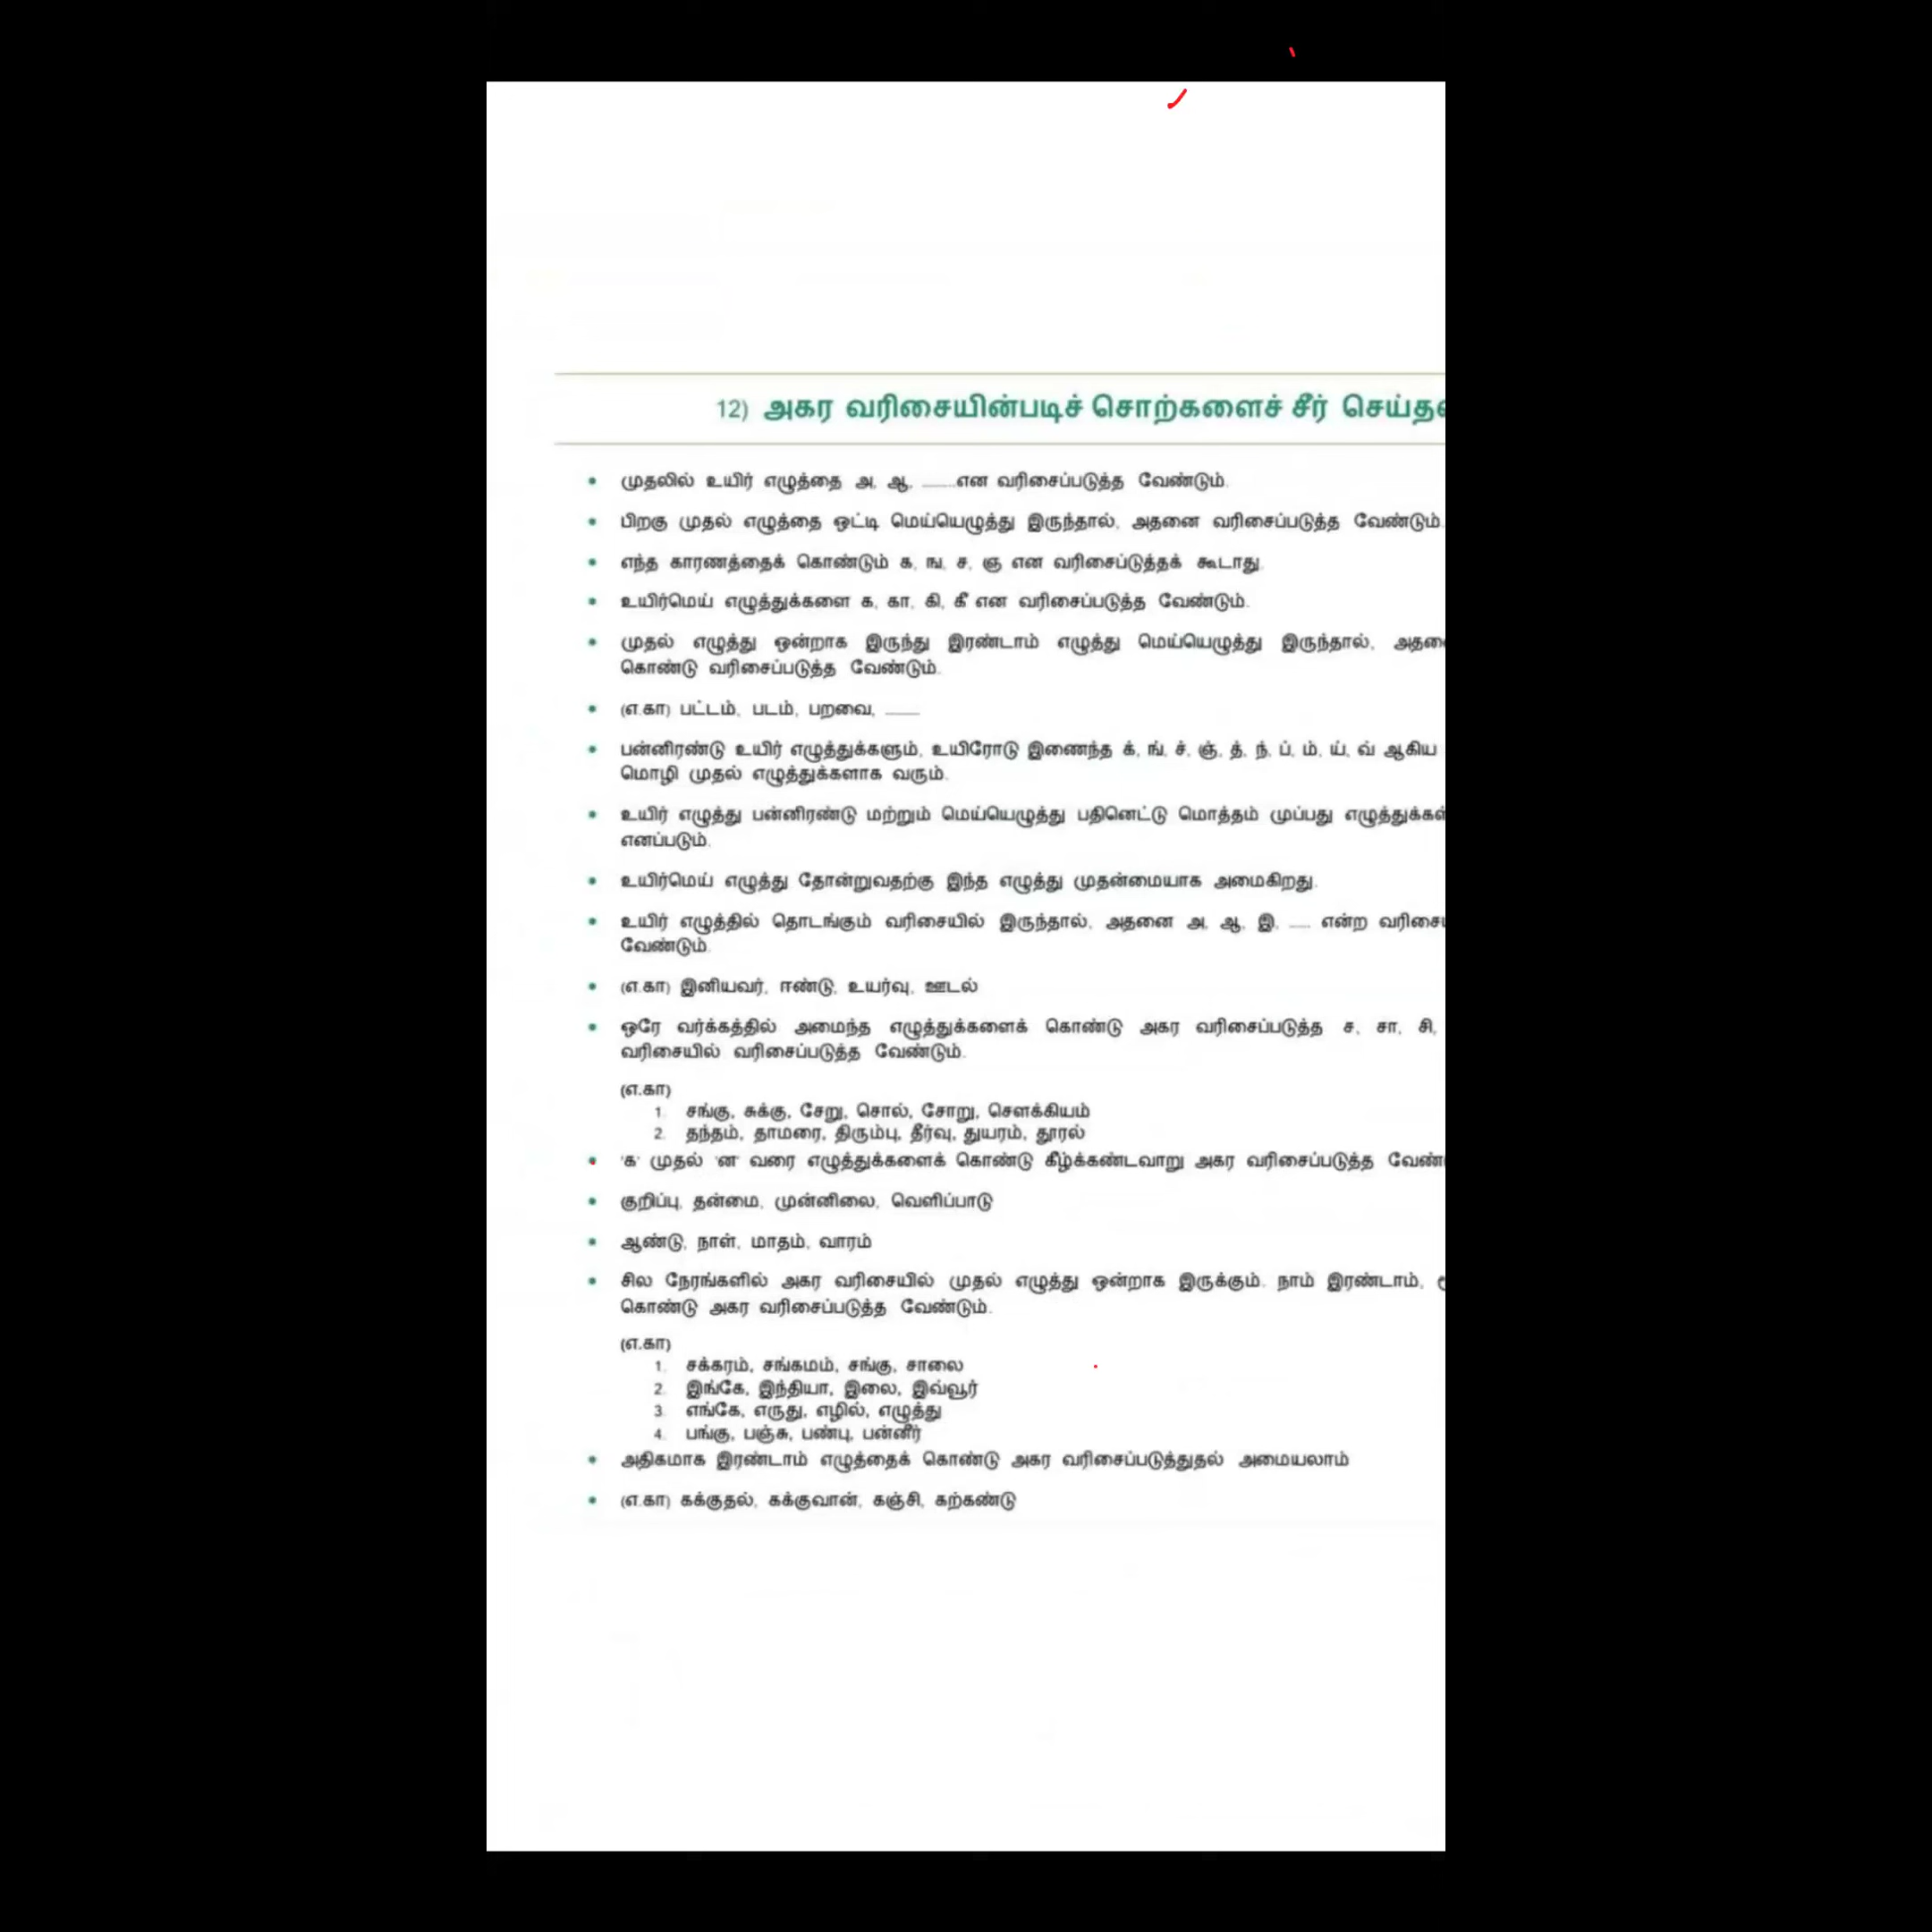 12) அகர வரிசையின்படிச் சொற்களைச் சீர்
• முதலில் உயிர் எழுத்தை அ, ஆ, ..........என வரிசைப்படுத்த வேண்டும்.
• பிறகு முதல் எழுத்தை ஒட்டி மெய்யெழுத்து இருந்தால், அதனை வரிசைப்படுத்த வேண்டும்.
• எந்த காரணத்தைக் கொண்டும் க, ங, ச, ஞ என வரிசைப்டுத்தக் கூடாது.
• உயிர்மெய் எழுத்துக்களை க, கா, கி, கீ என வரிசைப்படுத்த வேண்டும்.
• முதல் எழுத்து ஒன்றாக இருந்து இரண்டாம் எழுத்து மெய்யெழுத்து இருந்தால்,
கொண்டு வரிசைப்படுத்த வேண்டும்.
• (எ.கா) பட்டம், படம், பறவை, ..........
• பன்னிரண்டு உயிர் எழுத்துக்களும், உயிரோடு இணைந்த க், ங், ச், ஞ், த், ந், ப், ம், ய், வ் ஆகிய
மொழி முதல் எழுத்துக்களாக வரும்.
• உயிர் எழுத்து பன்னிரண்டு மற்றும் மெய்யெழுத்து பதினெட்டு மொத்தம் முப்பது எழுத்துக்கள்
எனப்படும்.
• உயிர்மெய் எழுத்து தோன்றுவதற்கு இந்த எழுத்து முதன்மையாக அமைகிறது.
• உயிர் எழுத்தில் தொடங்கும் வரிசையில் இருந்தால், அதனை அ, ஆ, இ, ...... என்ற
வேண்டும்.
• (எ.கா) இனியவர், ஈண்டு, உயர்வு, ஊடல்
• ஒரே வர்க்கத்தில் அமைந்த எழுத்துக்களைக் கொண்டு அகர வரிசைப்படுத்த ச, சா, சி,
வரிசையில் வரிசைப்படுத்த வேண்டும்.
(எ.கா)
1. சங்கு, சுக்கு, சேறு, சொல், சோறு, சௌக்கியம்
2. தந்தம், தாமரை, திரும்பு, தீர்வு, துயரம், தூரல்
• 'க' முதல் 'ன' வரை எழுத்துக்களைக் கொண்டு கீழ்க்கண்டவாறு அகர வரிசைப்படுத்த
• குறிப்பு, தன்மை, முன்னிலை, வெளிப்பாடு
• ஆண்டு, நாள், மாதம், வாரம்
• சில நேரங்களில் அகர வரிசையில் முதல் எழுத்து ஒன்றாக இருக்கும். நாம் இரண்டாம்,
கொண்டு அகர வரிசைப்படுத்த வேண்டும்.
(எ.கா)
1. சக்கரம், சங்கமம், சங்கு, சாலை
2. இங்கே, இந்தியா, இலை, இவ்வூர்
3. எங்கே, எருது, எழில், எழுத்து
4. பங்கு, பஞ்சு, பண்பு, பன்னீர்
• அதிகமாக இரண்டாம் எழுத்தைக் கொண்டு அகர வரிசைப்படுத்துதல் அமையலாம்
• (எ.கா) கக்குதல், கக்குவான், கஞ்சி, கற்கண்டு